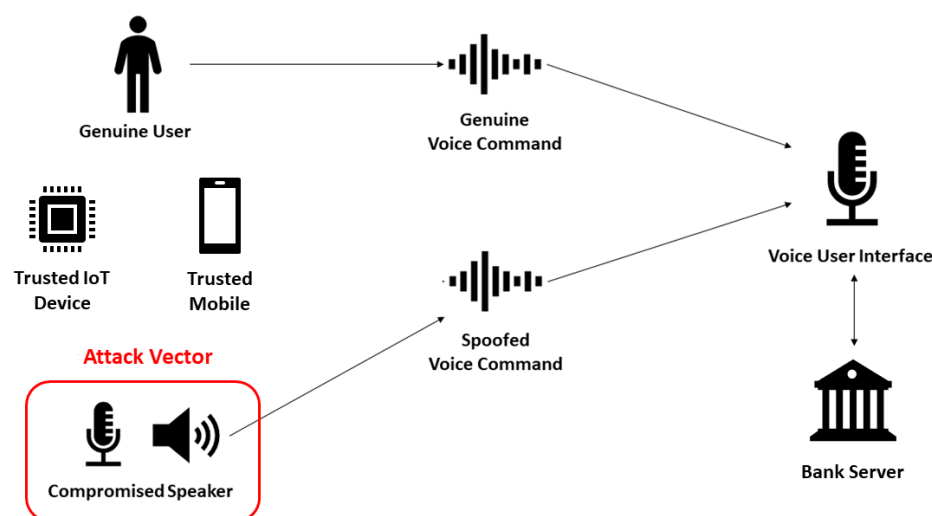 Genuine User
Genuine
Voice Command
Trusted IoT
Device
Trusted
Mobile
Voice User Interface
Attack Vector
Spoofed
Voice Command
Compromised Speaker
Bank Server